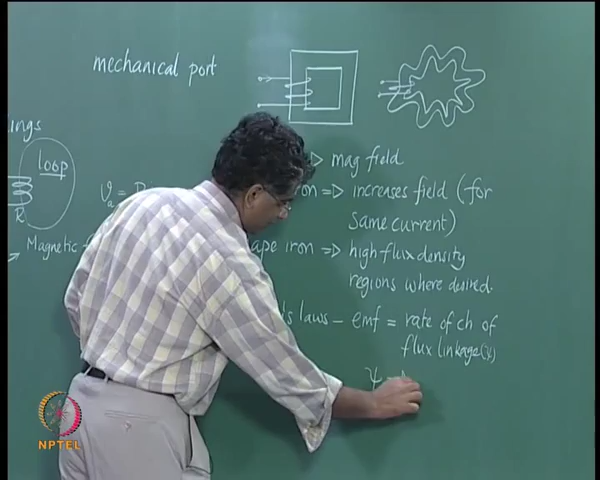 mechanical port
ings
loop
mag field
R
increases field (for
same current)
Magnetic
ape iron ⇒ high flux density
regions where desired.
s laws – emf = rate of ch of
flux linkage (ψ)
ψ =
NPTEL